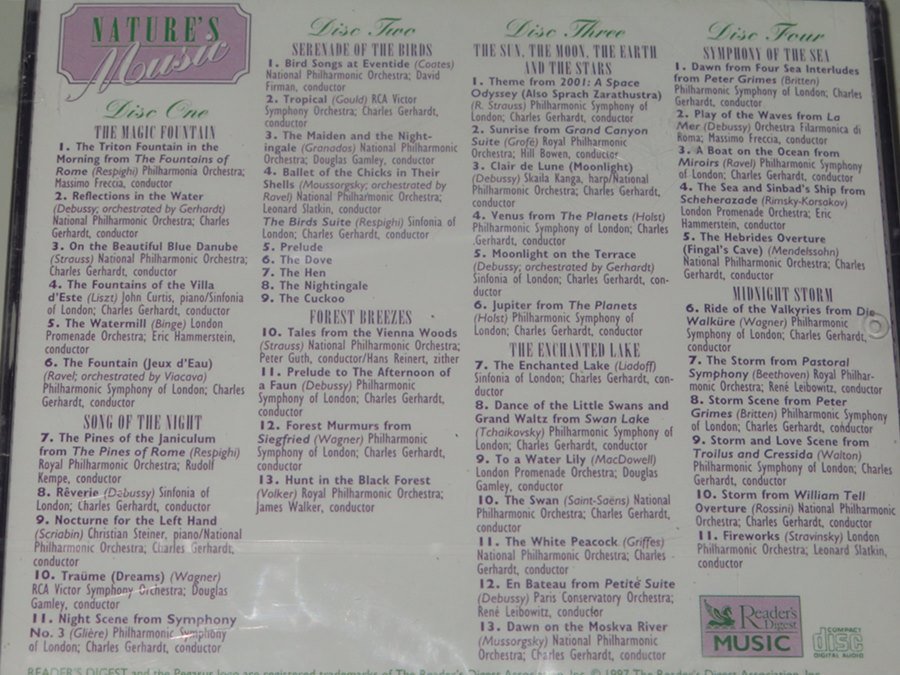 NATURE'S
Music
Disc One
THE MAGIC FOUNTAIN
1. The Triton Fountain in the
Morning from The Fountains of
Rome (Respighi) Philharmonia Orchestra;
Massimo Freccia, conductor
2. Reflections in the Water
(Debussy; orchestrated by Gerhardt)
National Philharmonic Orchestra; Charles
Gerhardt, conductor
3. On the Beautiful Blue Danube
(Strauss) National Philharmonic Orchestra;
Charles Gerhardt, conductor
4. The Fountains of the Villa
d'Este (Liszt) John Curtis, piano/Sinfonia
of London; Charles Gerhardt, conductor
5. The Watermill (Binge) London
Promenade Orchestra; Eric Hammerstein,
conductor
6. The Fountain (Jeux d'Eau)
(Ravel; orchestrated by Viacava)
Philharmonic Symphony of London; Charles
Gerhardt, conductor
SONG OF THE NIGHT
7. The Pines of the Janiculum
from The Pines of Rome (Respighi)
Royal Philharmonic Orchestra; Rudolf
Kempe, conductor
8. Rêverie (Debussy) Sinfonia of
London; Charles Gerhardt, conductor
9. Nocturne for the Left Hand
(Scriabin) Christian Steiner, piano/National
Philharmonic Orchestra; Charles Gerhardt,
conductor
10. Traüme (Dreams) (Wagner)
RCA Victor Symphony Orchestra; Douglas
Gamley, conductor
11. Night Scene from Symphony
No. 3 (Glière) Philharmonic Symphony
of London; Charles Gerhardt, conductor
Disc Two
SERENADE OF THE BIRDS
1. Bird Songs at Eventide (Coates)
National Philharmonic Orchestra; David
Firman, conductor
2. Tropical (Gould) RCA Victor
Symphony Orchestra; Charles Gerhardt,
conductor
3. The Maiden and the Night-
ingale (Granados) National Philharmonic
Orchestra; Douglas Gamley, conductor
4. Ballet of the Chicks in Their
Shells (Moussorgsky; orchestrated by
Ravel) National Philharmonic Orchestra;
Leonard Slatkin, conductor
The Birds Suite (Respighi) Sinfonia of
London; Charles Gerhardt, conductor
5. Prelude
6. The Dove
7. The Hen
8. The Nightingale
9. The Cuckoo
FOREST BREEZES
10. Tales from the Vienna Woods
(Strauss) National Philharmonic Orchestra;
Peter Guth, conductor/Hans Reinert, zither
11. Prelude to The Afternoon of
a Faun (Debussy) Philharmonic
Symphony of London; Charles Gerhardt,
conductor
12. Forest Murmurs from
Siegfried (Wagner) Philharmonic
Symphony of London; Charles Gerhardt,
conductor
13. Hunt in the Black Forest
(Volker) Royal Philharmonic Orchestra;
James Walker, conductor
Disc Three
THE SUN, THE MOON, THE EARTH
AND THE STARS
1. Theme from 2001: A Space
Odyssey (Also Sprach Zarathustra)
(R. Strauss) Philharmonic Symphony of
London; Charles Gerhardt, conductor
2. Sunrise from Grand Canyon
Suite (Grofé) Royal Philharmonic
Orchestra; Hill Bowen, conductor
3. Clair de Lune (Moonlight)
(Debussy) Skaila Kanga, harp/National
Philharmonic Orchestra; Charles Gerhardt,
conductor
4. Venus from The Planets (Holst)
Philharmonic Symphony of London; Charles
Gerhardt, conductor
5. Moonlight on the Terrace
(Debussy; orchestrated by Gerhardt)
Sinfonia of London; Charles Gerhardt, con-
ductor
6. Jupiter from The Planets
(Holst) Philharmonic Symphony of
London; Charles Gerhardt, conductor
THE ENCHANTED LAKE
7. The Enchanted Lake (Liadoff)
Sinfonia of London; Charles Gerhardt, con-
ductor
8. Dance of the Little Swans and
Grand Waltz from Swan Lake
(Tchaikovsky) Philharmonic Symphony of
London; Charles Gerhardt, conductor
9. To a Water Lily (MacDowell)
London Promenade Orchestra; Douglas
Gamley, conductor
10. The Swan (Saint-Saëns) National
Philharmonic Orchestra; Charles Gerhardt,
conductor
11. The White Peacock (Griffes)
National Philharmonic Orchestra; Charles
Gerhardt, conductor
12. En Bateau from Petite Suite
(Debussy) Paris Conservatory Orchestra;
René Leibowitz, conductor
13. Dawn on the Moskva River
(Mussorgsky) National Philharmonic
Orchestra; Charles Gerhardt, conductor
Disc Four
SYMPHONY OF THE SEA
1. Dawn from Four Sea Interludes
from Peter Grimes (Britten)
Philharmonic Symphony of London; Charles
Gerhardt, conductor
2. Play of the Waves from La
Mer (Debussy) Orchestra Filarmonica di
Roma; Massimo Freccia, conductor
3. A Boat on the Ocean from
Miroirs (Ravel) Philharmonic Symphony
of London; Charles Gerhardt, conductor
4. The Sea and Sinbad's Ship from
Scheherazade (Rimsky-Korsakov)
London Promenade Orchestra; Eric
Hammerstein, conductor
5. The Hebrides Overture
(Fingal's Cave) (Mendelssohn)
National Philharmonic Orchestra; Charles
Gerhardt, conductor
MIDNIGHT STORM
6. Ride of the Valkyries from Die
Walküre (Wagner) Philharmonic
Symphony of London; Charles Gerhardt,
conductor
7. The Storm from Pastoral
Symphony (Beethoven) Royal Philhar-
monic Orchestra; René Leibowitz, conductor
8. Storm Scene from Peter
Grimes (Britten) Philharmonic Symphony
of London; Charles Gerhardt, conductor
9. Storm and Love Scene from
Troilus and Cressida (Walton)
Philharmonic Symphony of London; Charles
Gerhardt, conductor
10. Storm from William Tell
Overture (Rossini) National Philharmonic
Orchestra; Charles Gerhardt, conductor
11. Fireworks (Stravinsky) London
Philharmonic Orchestra; Leonard Slatkin,
conductor
Reader's
Digest
MUSIC
COMPACT
disc
DIGITAL AUDIO
READER'S DIGEST and the Pegasus logo are registered trademarks of The Reader's Digest Association, Inc. © 1997 The Reader's Digest Association, Inc.